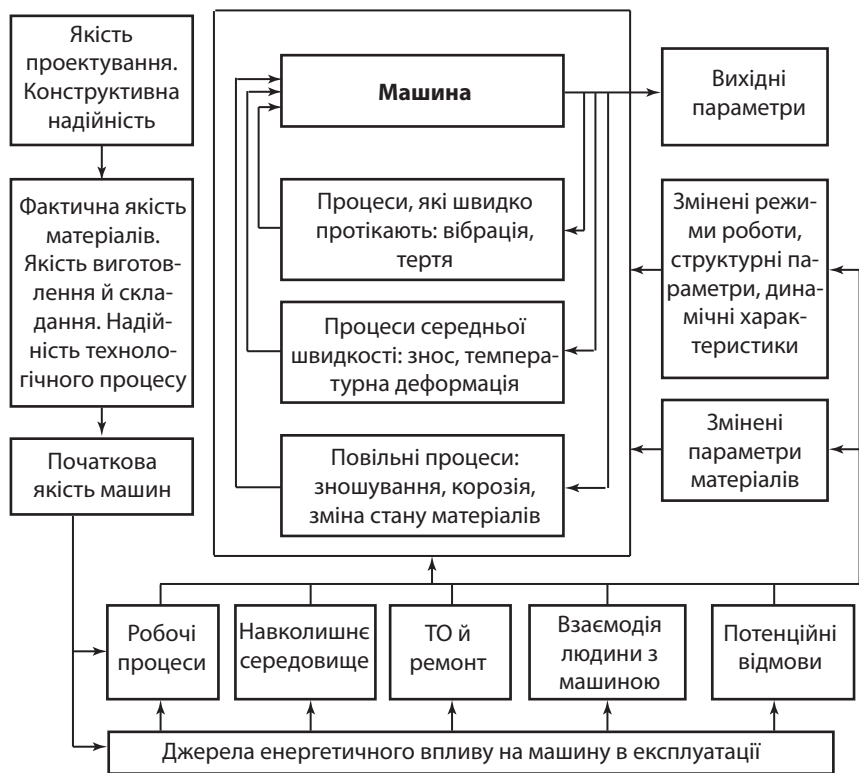 Якість
проектування.
Конструктивна
надійність
Фактична якість
матеріалів.
Якість виготов-
лення й скла-
дання. Надій-
ність техноло-
гічного процесу
Початкова
якість машин
Машина
Процеси, які швидко
протікають: вібрація,
тертя
Процеси середньої
швидкості: знос, темпера-
турна деформація
Повільні процеси:
зношування, корозія,
зміна стану матеріалів
Вихідні
параметри
Змінені режи-
ми роботи,
структурні па-
раметри, дина-
мічні харак-
теристики
Змінені
параметри
матеріалів
Робочі
процеси
Навколишнє
середовище
ТО й
ремонт
Взаємодія
людини з
машиною
Потенційні
відмови
Джерела енергетичного впливу на машину в експлуатації